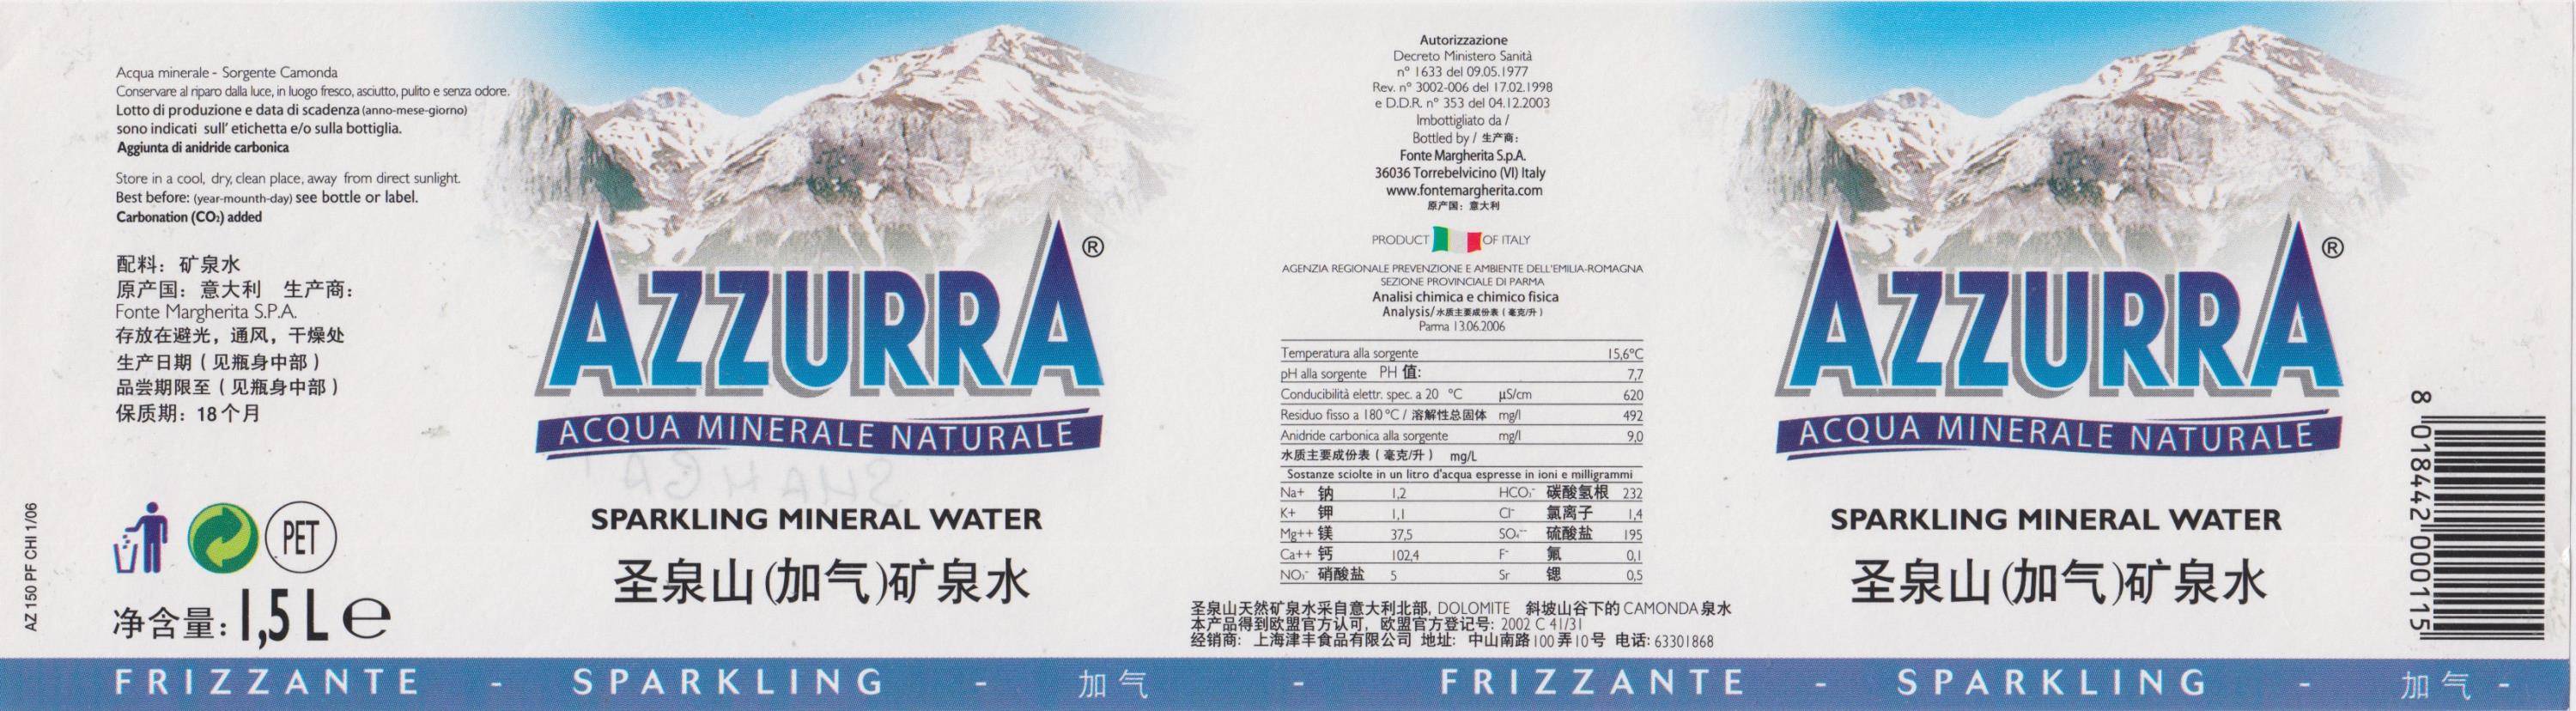 Acqua minerale - Sorgente Camonda
Conservare al riparo dalla luce, in luogo fresco, asciutto, pulito e senza odore.
Lotto di produzione e data di scadenza (anno-mese-giorno)
sono indicati sull' etichetta e/o sulla bottiglia.
Aggiunta di anidride carbonica
Store in a cool, dry, clean place, away from direct sunlight.
Best before: (year-mounth-day) see bottle or label.
Carbonation (CO₂) added
配料：矿泉水
原产国：意大利 生产商：
Fonte Margherita S.P.A.
存放在避光，通风，干燥处
生产日期（见瓶身中部）
品尝期限至（见瓶身中部）
保质期：18个月
PET
净含量：1,5 L e
AZ 150 PF CHI 1/06
AZZURRA®
ACQUA MINERALE NATURALE
SPARKLING MINERAL WATER
圣泉山(加气)矿泉水
Autorizzazione
Decreto Ministero Sanità
n° 1633 del 09.05.1977
Rev. n° 3002-006 del 17.02.1998
e D.D.R. n° 353 del 04.12.2003
Imbottigliato da /
Bottled by / 生产商：
Fonte Margherita S.p.A.
36036 Torrebelvicino (VI) Italy
www.fontemargherita.com
原产国：意大利
PRODUCT OF ITALY
AGENZIA REGIONALE PREVENZIONE E AMBIENTE DELL'EMILIA-ROMAGNA
SEZIONE PROVINCIALE DI PARMA
Analisi chimica e chimico fisica
Analysis/水质主要成份表（毫克/升）
Parma 13.06.2006
Temperatura alla sorgente 15,6°C
pH alla sorgente PH 值: 7,7
Conducibilità elettr. spec. a 20 °C µS/cm 620
Residuo fisso a 180°C / 溶解性总固体 mg/l 492
Anidride carbonica alla sorgente mg/l 9,0
水质主要成份表（毫克/升） mg/L
Sostanze sciolte in un litro d'acqua espresse in ioni e milligrammi
Na+ 钠 1,2 HCO₃⁻ 碳酸氢根 232
K+ 钾 1,1 Cl⁻ 氯离子 1,4
Mg++ 镁 37,5 SO₄⁻⁻ 硫酸盐 195
Ca++ 钙 102,4 F⁻ 氟 0,1
NO₃⁻ 硝酸盐 5 Sr 锶 0,5
圣泉山天然矿泉水采自意大利北部, DOLOMITE 斜坡山谷下的 CAMONDA 泉水
本产品得到欧盟官方认可, 欧盟官方登记号: 2002 C 41/31
经销商: 上海津丰食品有限公司 地址: 中山南路100弄10号 电话: 63301868
AZZURRA®
ACQUA MINERALE NATURALE
SPARKLING MINERAL WATER
圣泉山(加气)矿泉水
8 018442 000115
FRIZZANTE - SPARKLING - 加气 - FRIZZANTE - SPARKLING - 加气 -